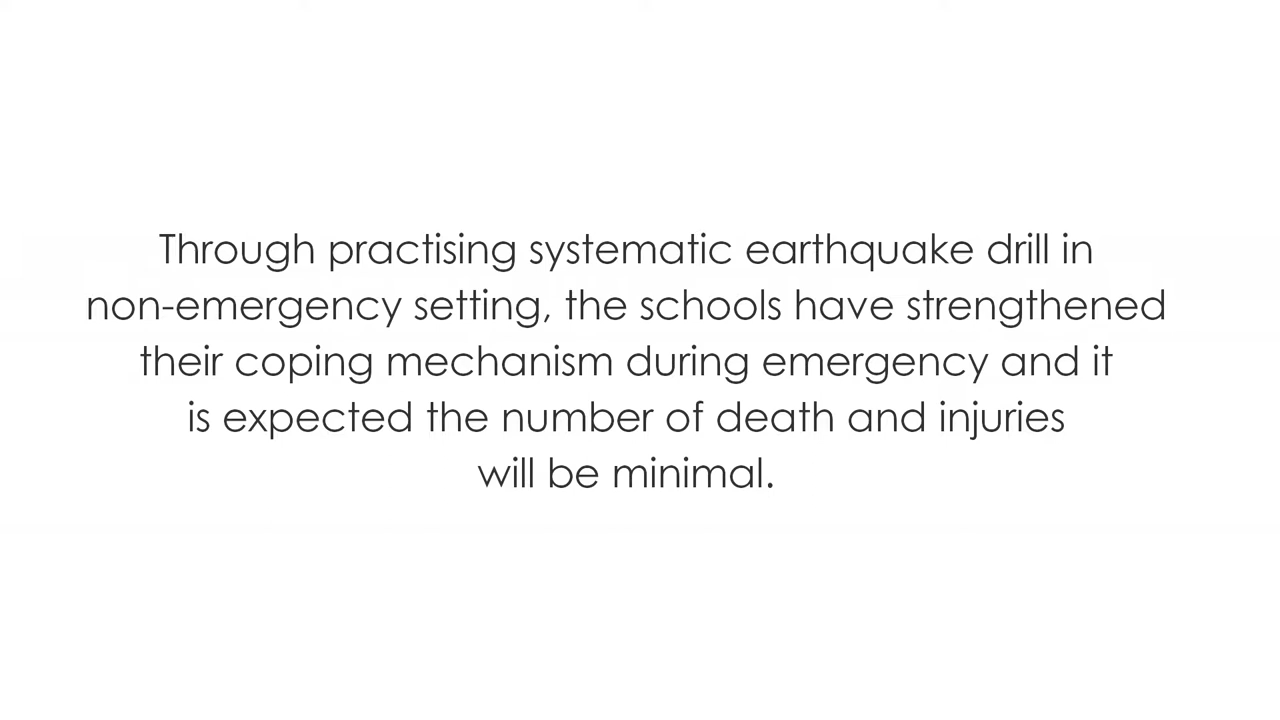 Through practising systematic earthquake drill in
non-emergency setting, the schools have strengthened
their coping mechanism during emergency and it
is expected the number of death and injuries
will be minimal.